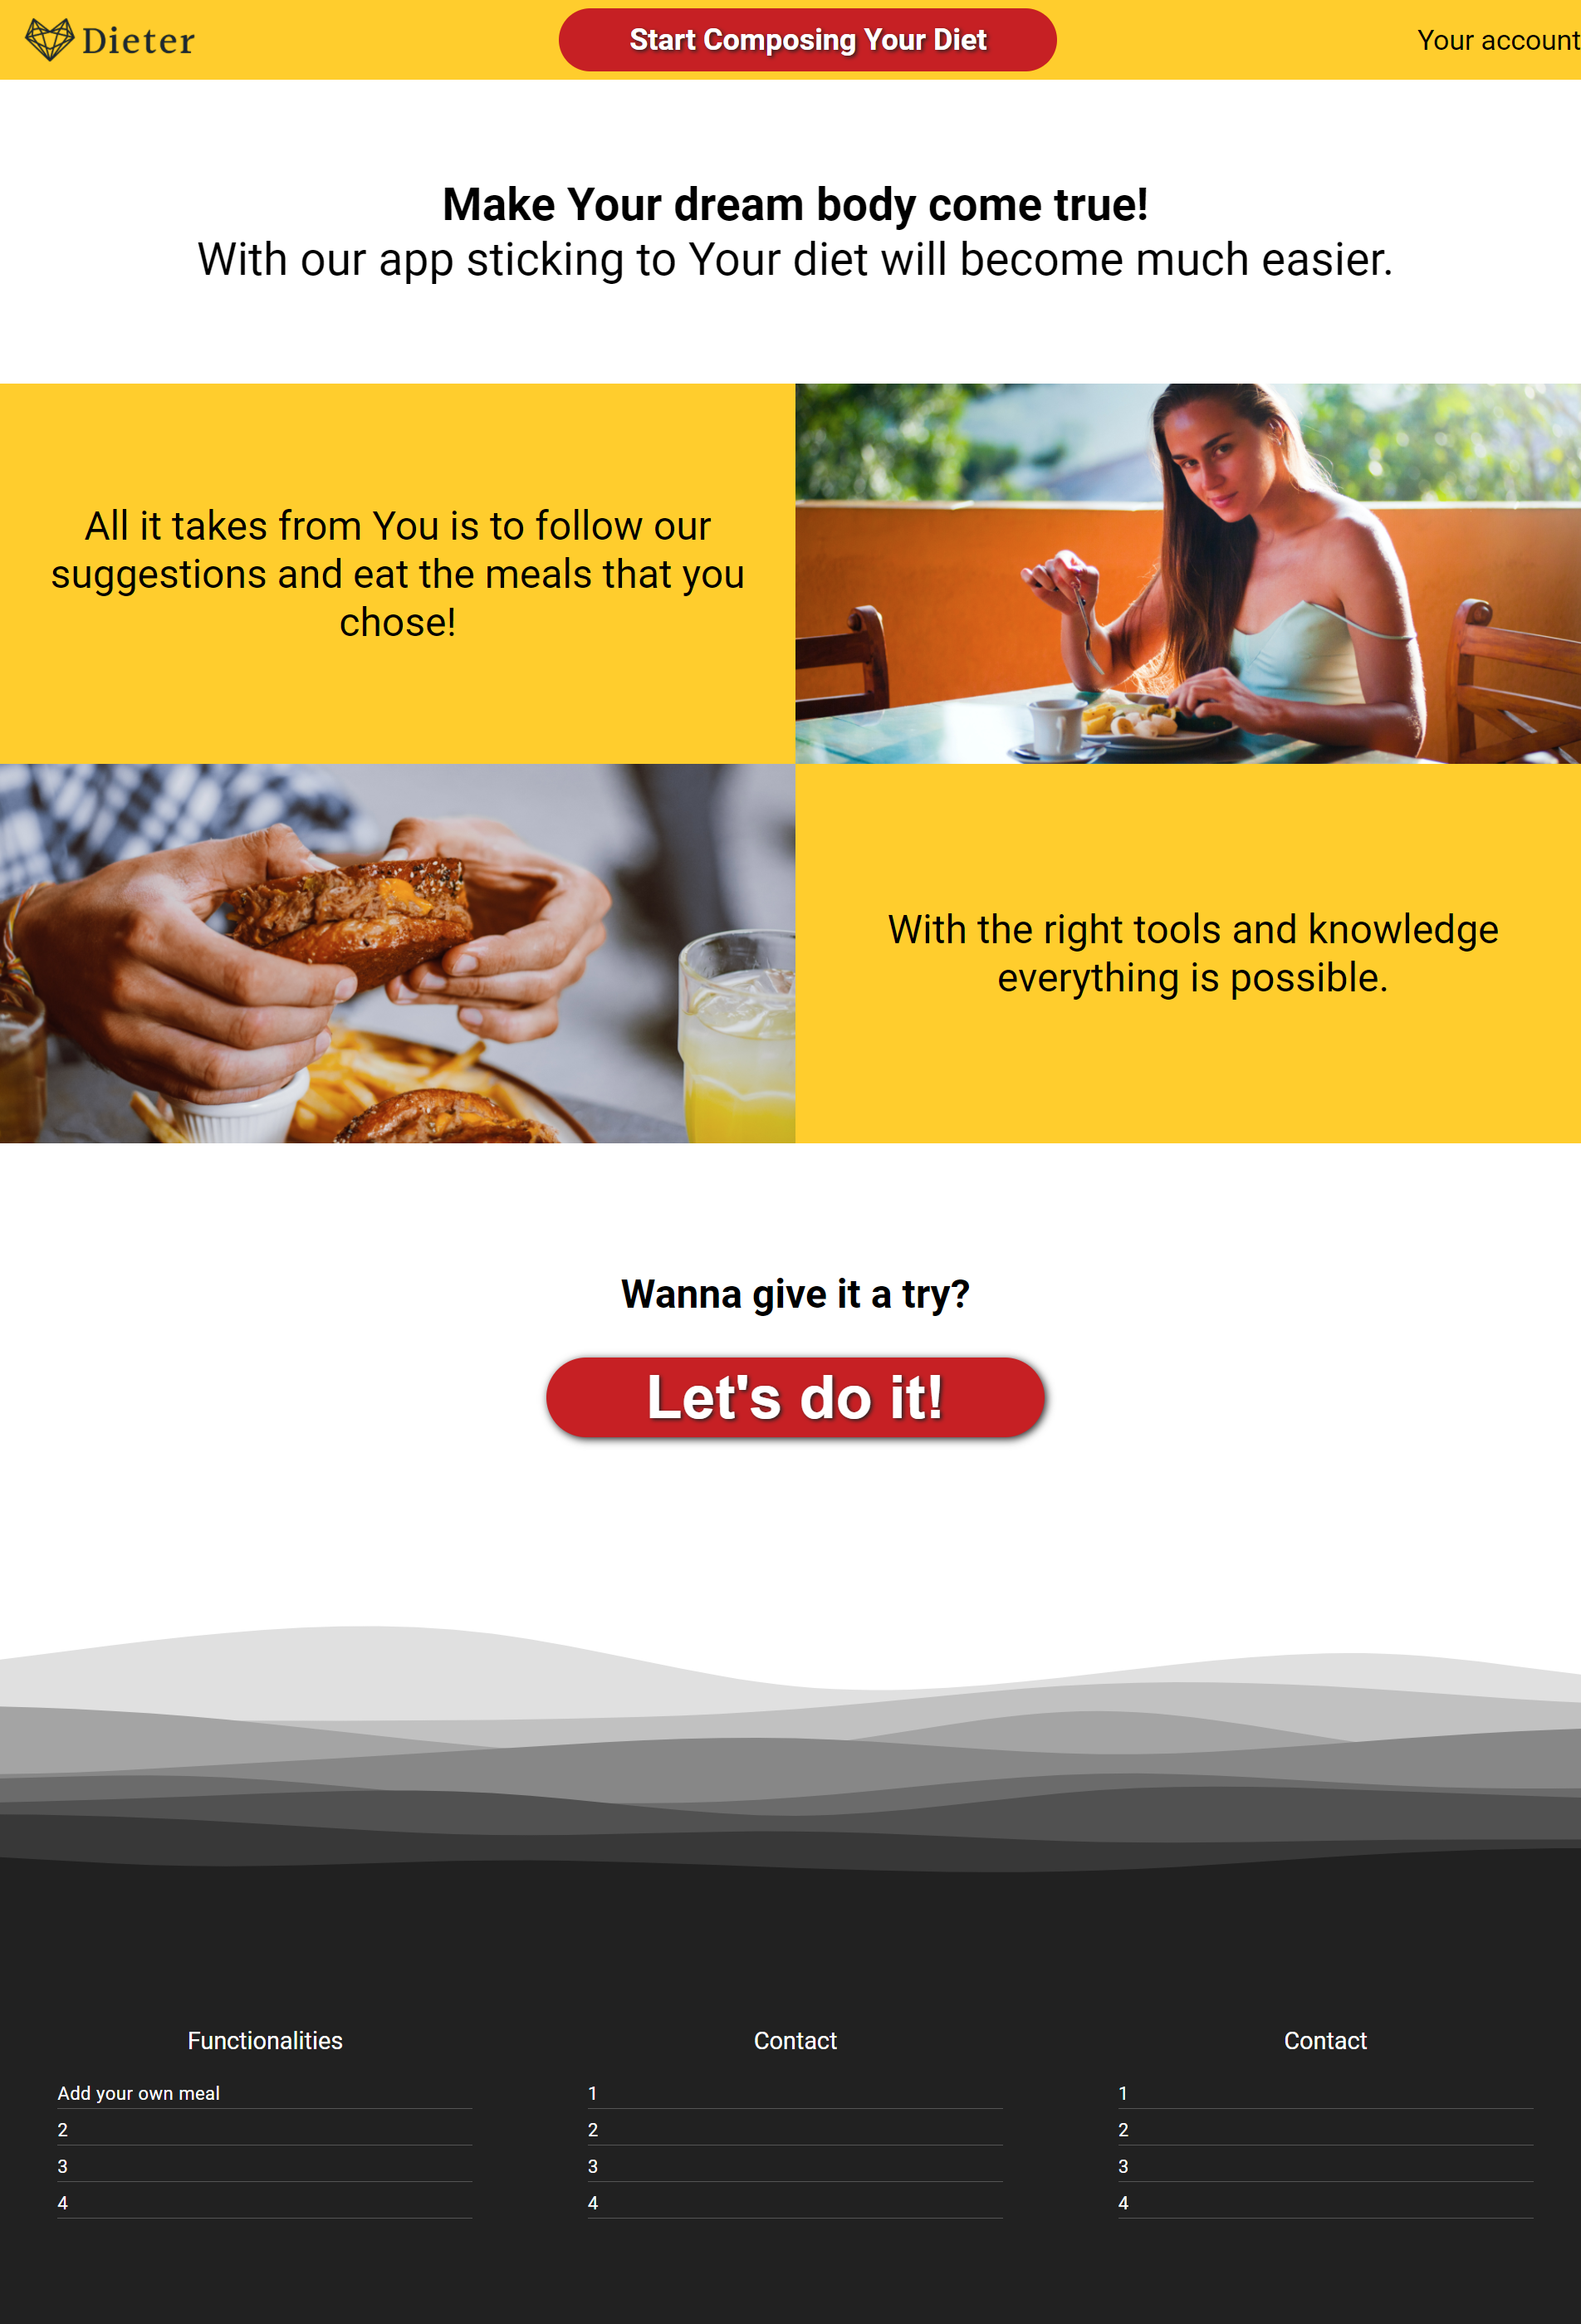 Dieter
Start Composing Your Diet
Your account
Make Your dream body come true!
With our app sticking to Your diet will become much easier.
All it takes from You is to follow our
suggestions and eat the meals that you
chose!
With the right tools and knowledge
everything is possible.
Wanna give it a try?
Let's do it!
Functionalities
Add your own meal
2
3
4
Contact
1
2
3
4
Contact
1
2
3
4